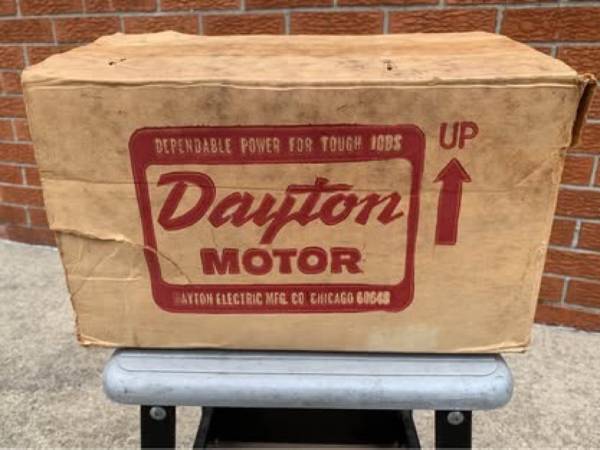 DEPENDABLE POWER FOR TOUGH JOBS
UP
Dayton
MOTOR
DAYTON ELECTRIC MFG. CO. CHICAGO 60648